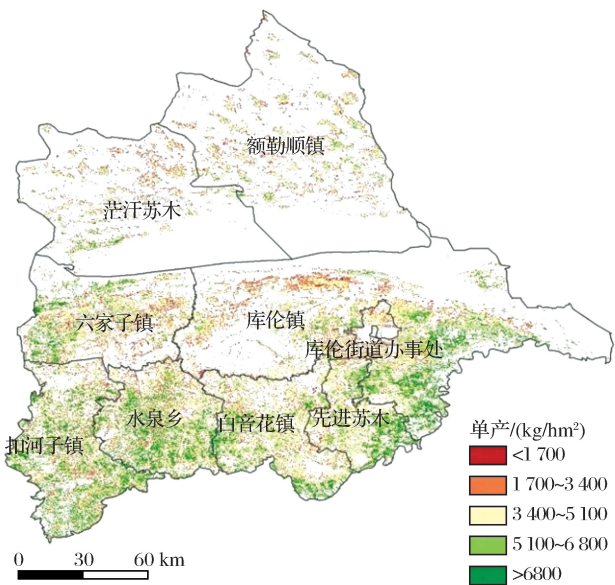 额勒顺镇
茫汗苏木
六家子镇
库伦镇
库伦街道办事处
扣河子镇
水泉乡
白音花镇
先进苏木
单产/(kg/hm²)
<1 700
1 700~3 400
3 400~5 100
5 100~6 800
>6800
0 30 60 km